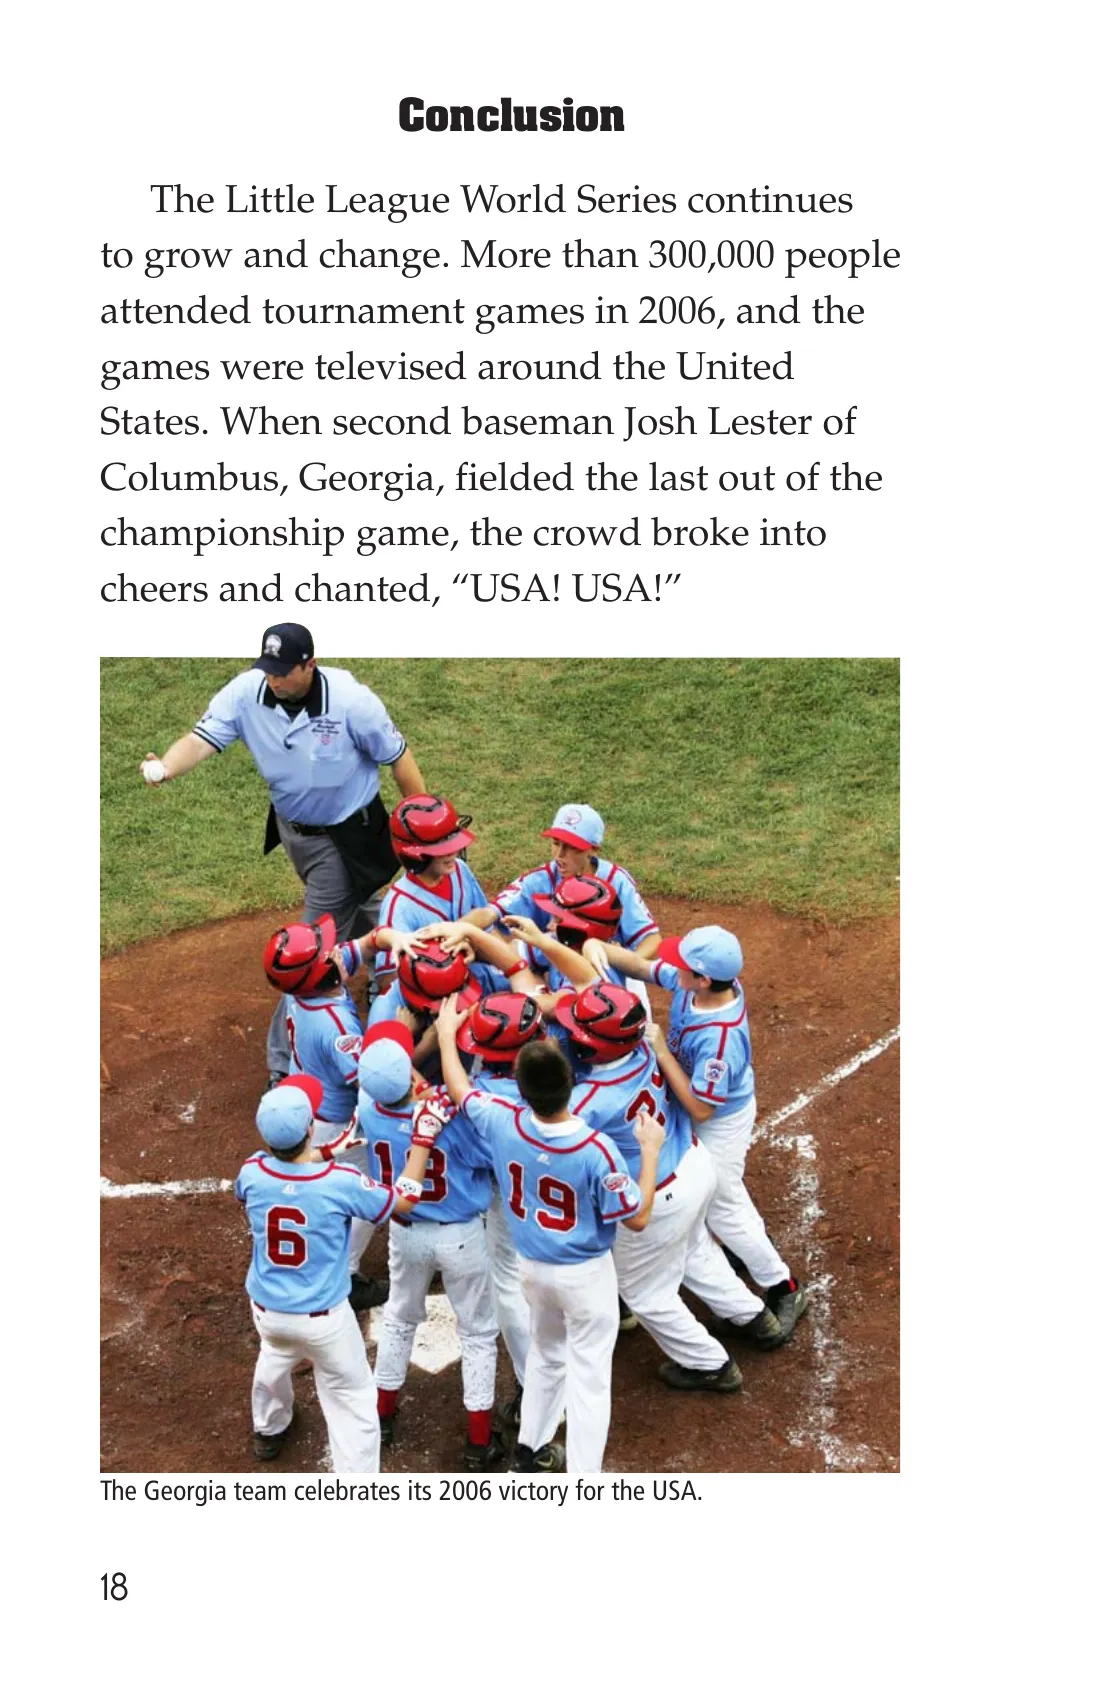 Conclusion
The Little League World Series continues
to grow and change. More than 300,000 people
attended tournament games in 2006, and the
games were televised around the United
States. When second baseman Josh Lester of
Columbus, Georgia, fielded the last out of the
championship game, the crowd broke into
cheers and chanted, “USA! USA!”
6
18
19
The Georgia team celebrates its 2006 victory for the USA.
18